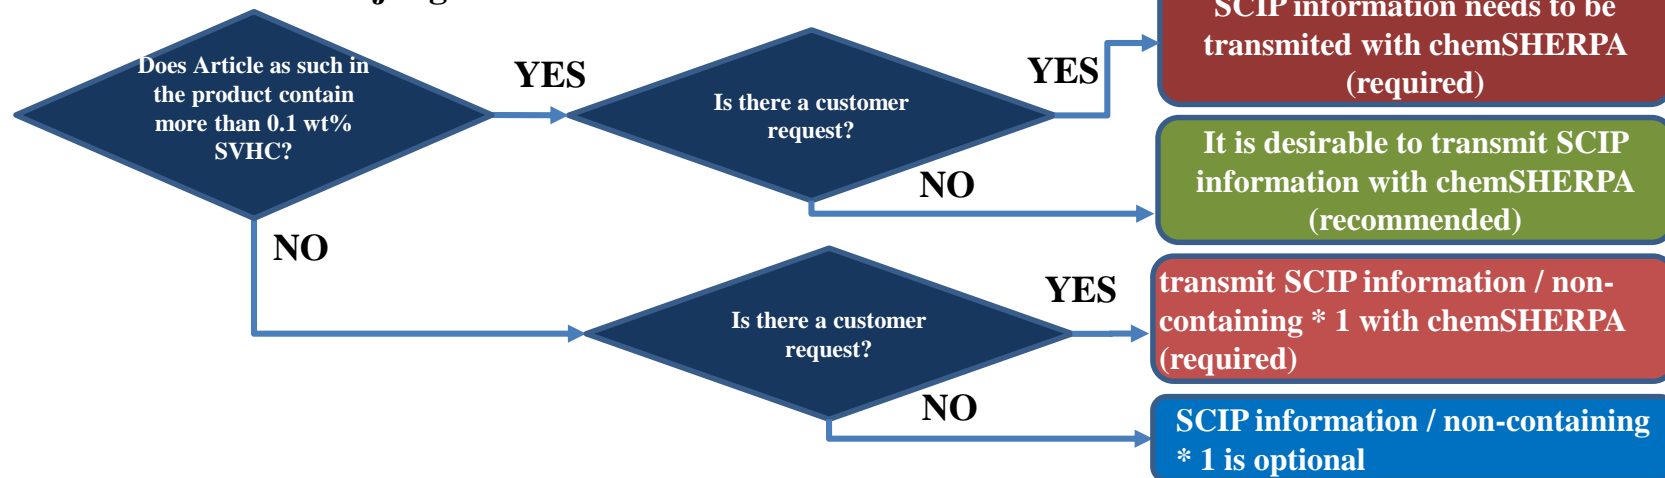 Does Article as such in
the product contain
more than 0.1 wt%
SVHC?
YES
Is there a customer
request?
YES
SCIP information needs to be
transmited with chemSHERPA
(required)
NO
It is desirable to transmit SCIP
information with chemSHERPA
(recommended)
NO
Is there a customer
request?
YES
transmit SCIP information / non-
containing * 1 with chemSHERPA
(required)
NO
SCIP information / non-containing
* 1 is optional